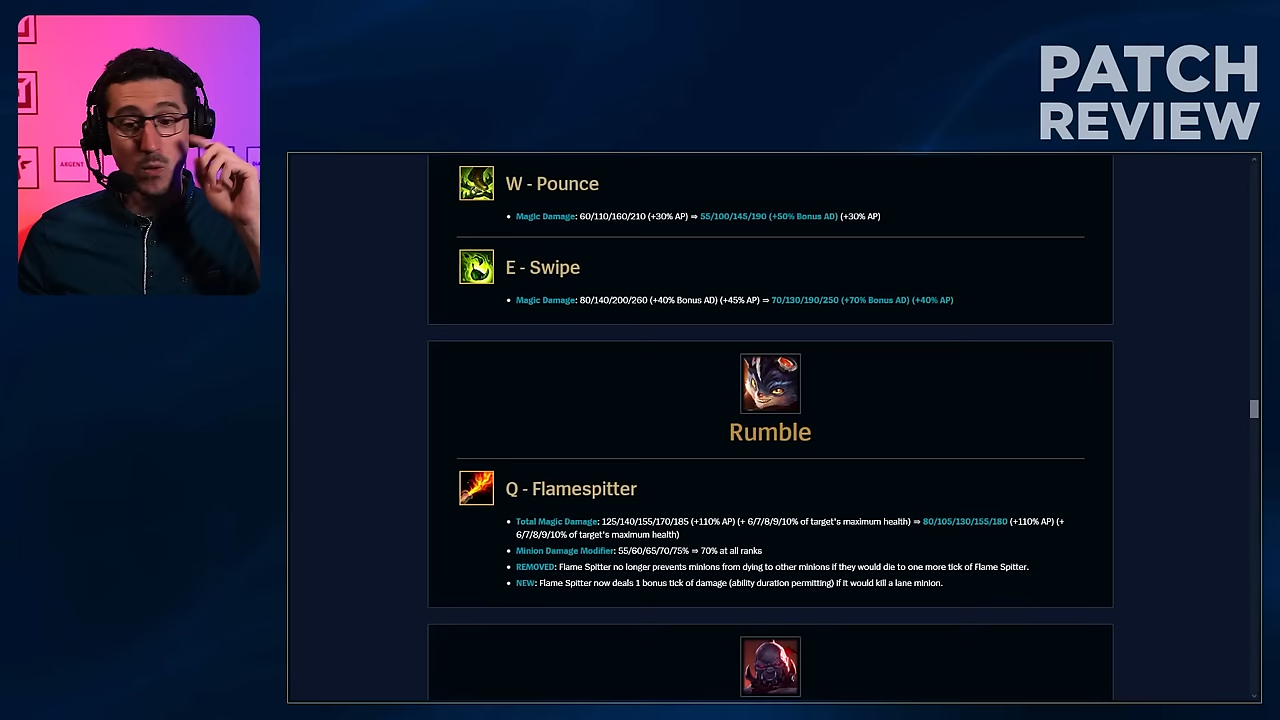 PATCH
REVIEW
ARGENT
W - Pounce
Magic Damage: 60/110/160/210 (+30% AP) ⇒ 55/100/145/190 (+50% Bonus AD) (+30% AP)
E - Swipe
Magic Damage: 80/140/200/260 (+40% Bonus AD) (+45% AP) ⇒ 70/130/190/250 (+70% Bonus AD) (+40% AP)
Rumble
Q - Flamespitter
Total Magic Damage: 125/140/155/170/185 (+110% AP) (+ 6/7/8/9/10% of target's maximum health) ⇒ 80/105/130/155/180 (+110% AP) (+
6/7/8/9/10% of target's maximum health)
Minion Damage Modifier: 55/60/65/70/75% ⇒ 70% at all ranks
REMOVED: Flame Spitter no longer prevents minions from dying to other minions if they would die to one more tick of Flame Spitter.
NEW: Flame Spitter now deals 1 bonus tick of damage (ability duration permitting) if it would kill a lane minion.